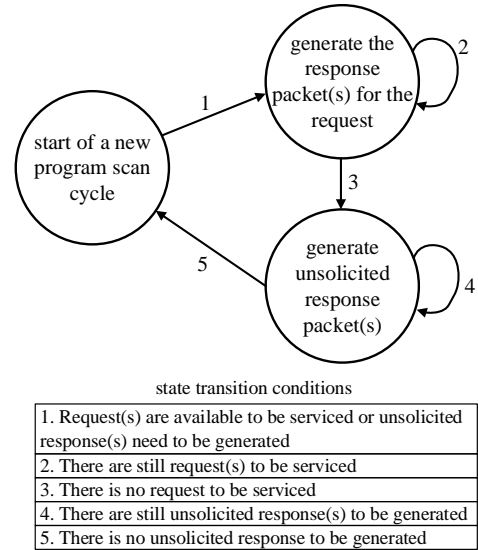 generate the
response
packet(s) for the
request
2
1
start of a new
program scan
cycle
3
generate
unsolicited
response
packet(s)
4
5
state transition conditions
1. Request(s) are available to be serviced or unsolicited
response(s) need to be generated
2. There are still request(s) to be serviced
3. There is no request to be serviced
4. There are still unsolicited response(s) to be generated
5. There is no unsolicited response to be generated